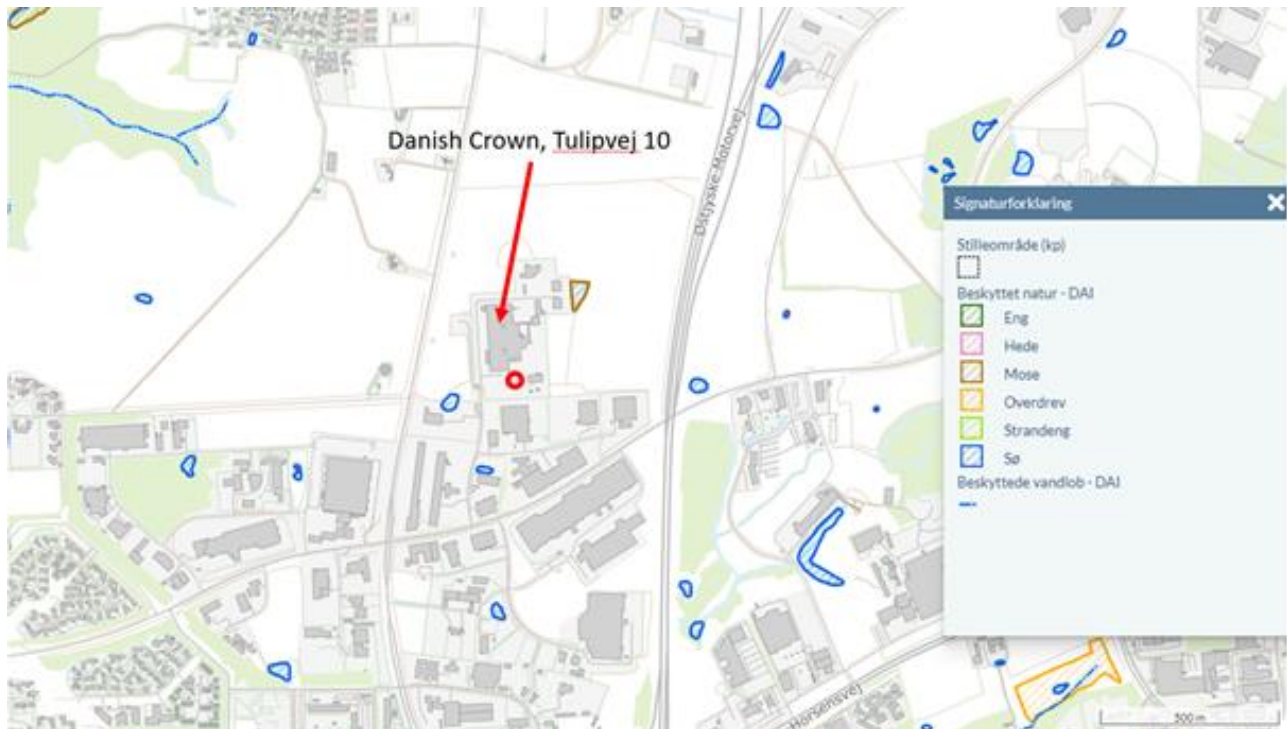 Danish Crown, Tulipvej 10
Østjyske Motorvej
Signaturforklaring
Stilleområde (kp)
Beskyttet natur - DAI
Eng
Hede
Mose
Overdrev
Strandeng
Sø
Beskyttede vandløb - DAI
Horsensvej
500 m